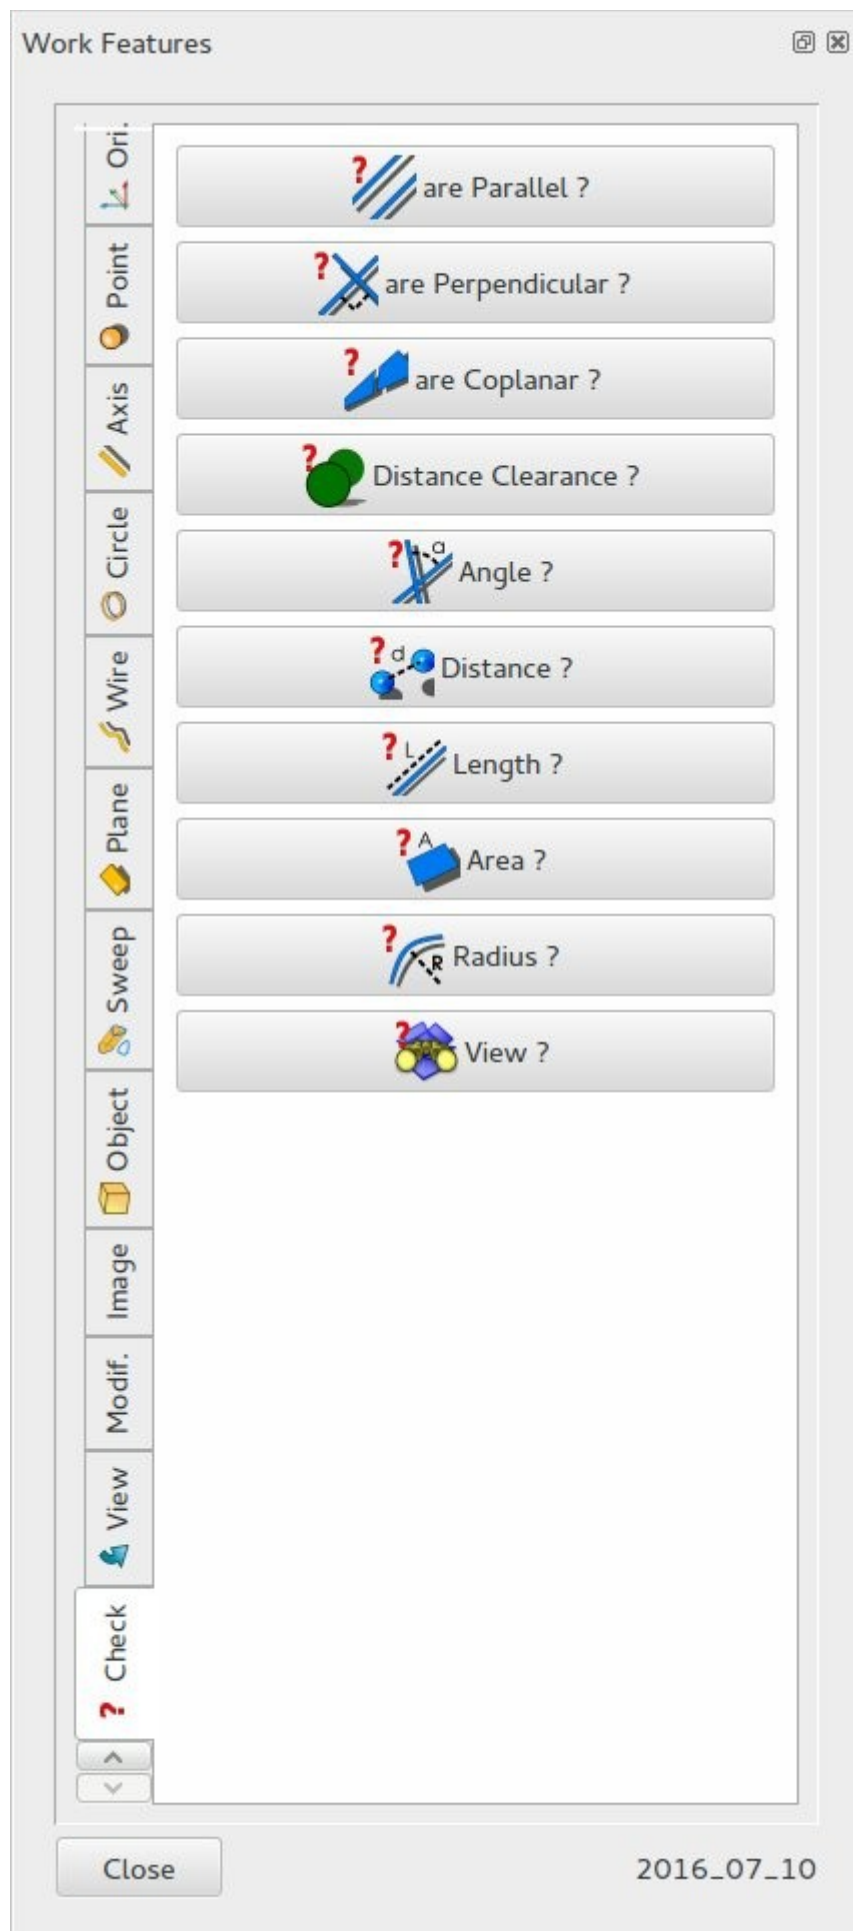 Work Features
Ori.
Point
Axis
Circle
Wire
Plane
Sweep
Object
Image
Modif.
View
? Check
? are Parallel ?
? are Perpendicular ?
? are Coplanar ?
? Distance Clearance ?
? a Angle ?
? d Distance ?
? L Length ?
? A Area ?
? R Radius ?
? View ?
Close
2016_07_10